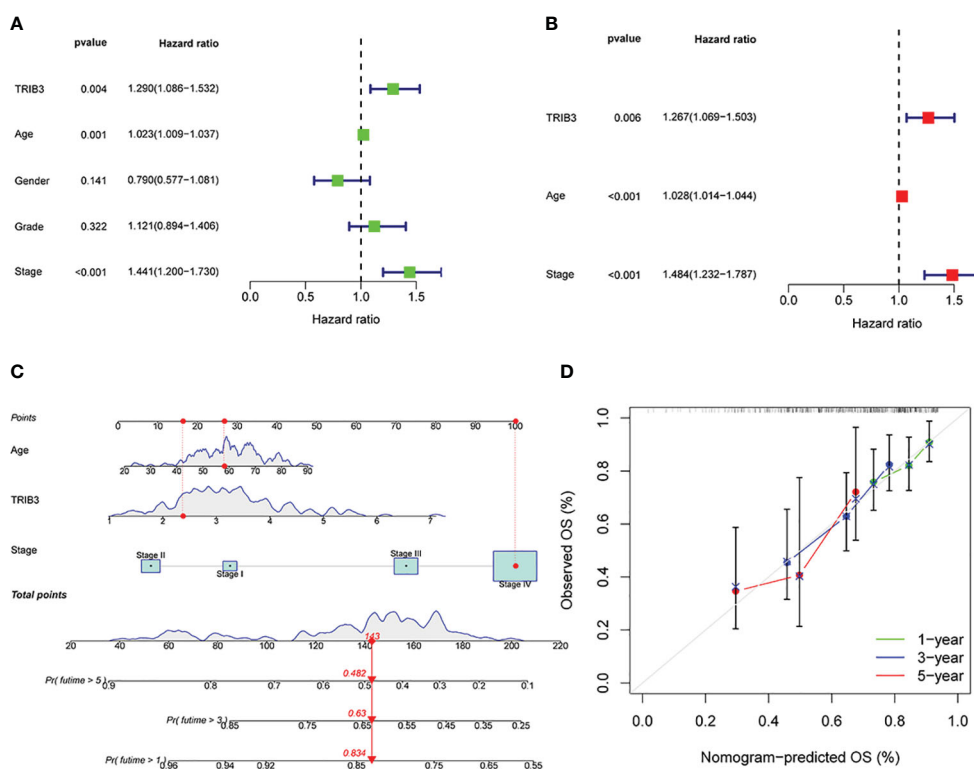 A
pvalue Hazard ratio
TRIB3 0.004 1.290(1.086−1.532)
Age 0.001 1.023(1.009−1.037)
Gender 0.141 0.790(0.577−1.081)
Grade 0.322 1.121(0.894−1.406)
Stage <0.001 1.441(1.200−1.730)
0.0 0.5 1.0 1.5
Hazard ratio
B
pvalue Hazard ratio
TRIB3 0.006 1.267(1.069−1.503)
Age <0.001 1.028(1.014−1.044)
Stage <0.001 1.484(1.232−1.787)
0.0 0.5 1.0 1.5
Hazard ratio
C
Points
0 10 20 30 40 50 60 70 80 90 100
Age
20 30 40 50 60 70 80 90
TRIB3
1 2 3 4 5 6 7
Stage
Stage II
Stage I
Stage III
Stage IV
Total points
143
20 40 60 80 100 120 140 160 180 200 220
0.482
Pr( futime > 5)
0.9 0.8 0.7 0.6 0.5 0.4 0.3 0.2 0.1
0.63
Pr( futime > 3)
0.85 0.75 0.65 0.55 0.45 0.35 0.25
0.834
Pr( futime > 1)
0.96 0.94 0.92 0.85 0.75 0.65 0.55
D
Observed OS (%)
1.0
0.8
0.6
0.4
0.2
0.0
1−year
3−year
5−year
0.0 0.2 0.4 0.6 0.8 1.0
Nomogram−predicted OS (%)